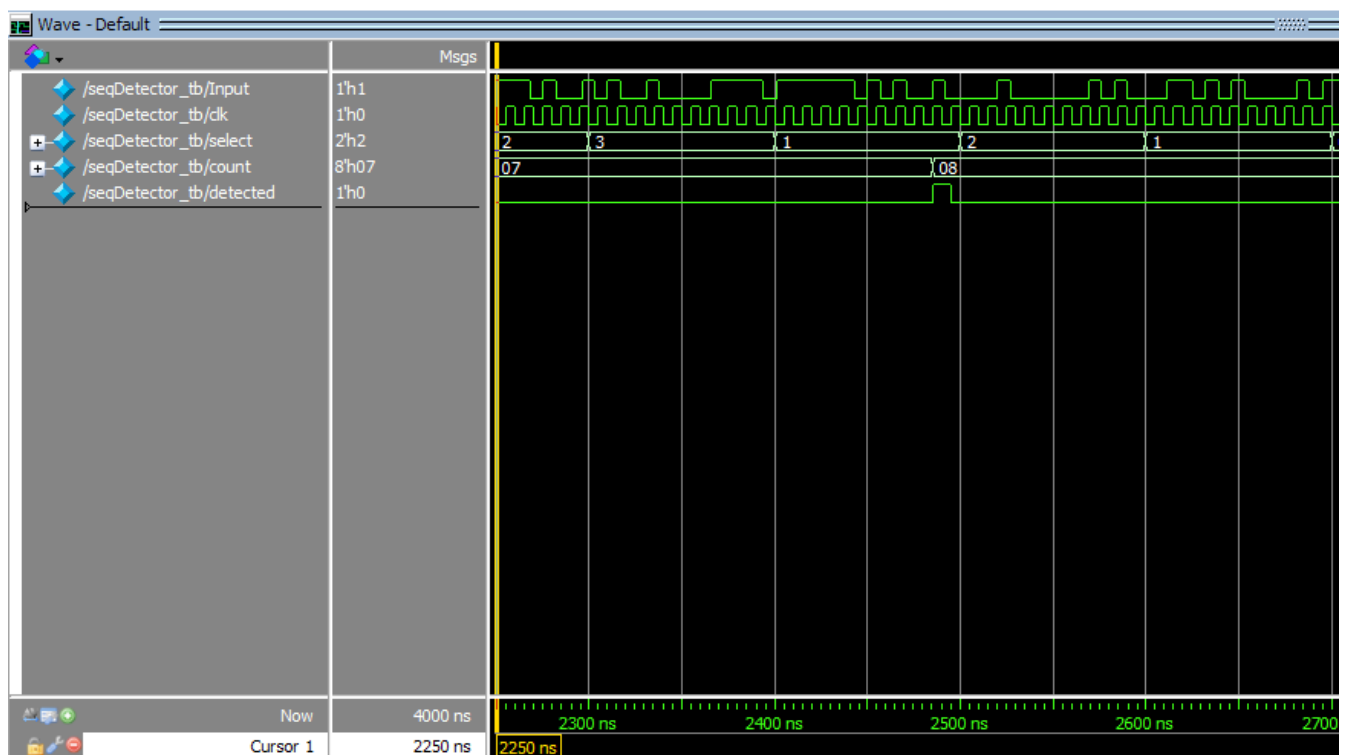 Wave - Default
Msgs
/seqDetector_tb/Input 1'h1
/seqDetector_tb/clk 1'h0
/seqDetector_tb/select 2'h2 2 3 1 2 1
/seqDetector_tb/count 8'h07 07 08
/seqDetector_tb/detected 1'h0
Now 4000 ns 2300 ns 2400 ns 2500 ns 2600 ns 2700
Cursor 1 2250 ns 2250 ns